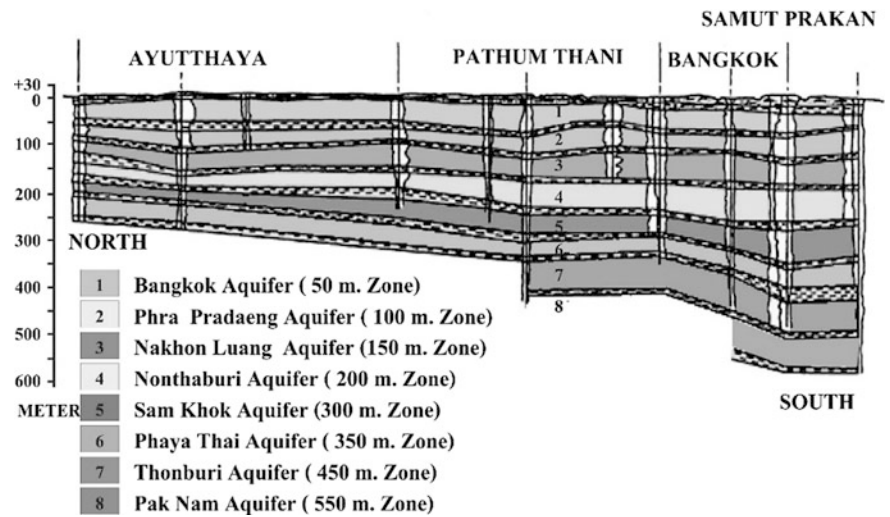 SAMUT PRAKAN
AYUTTHAYA PATHUM THANI BANGKOK
+30
0
100
200
300
400
500
600
METER
1
2
3
4
5
6
7
8
NORTH
SOUTH
1 Bangkok Aquifer ( 50 m. Zone)
2 Phra Pradaeng Aquifer ( 100 m. Zone)
3 Nakhon Luang Aquifer (150 m. Zone)
4 Nonthaburi Aquifer ( 200 m. Zone)
5 Sam Khok Aquifer (300 m. Zone)
6 Phaya Thai Aquifer ( 350 m. Zone)
7 Thonburi Aquifer ( 450 m. Zone)
8 Pak Nam Aquifer ( 550 m. Zone)